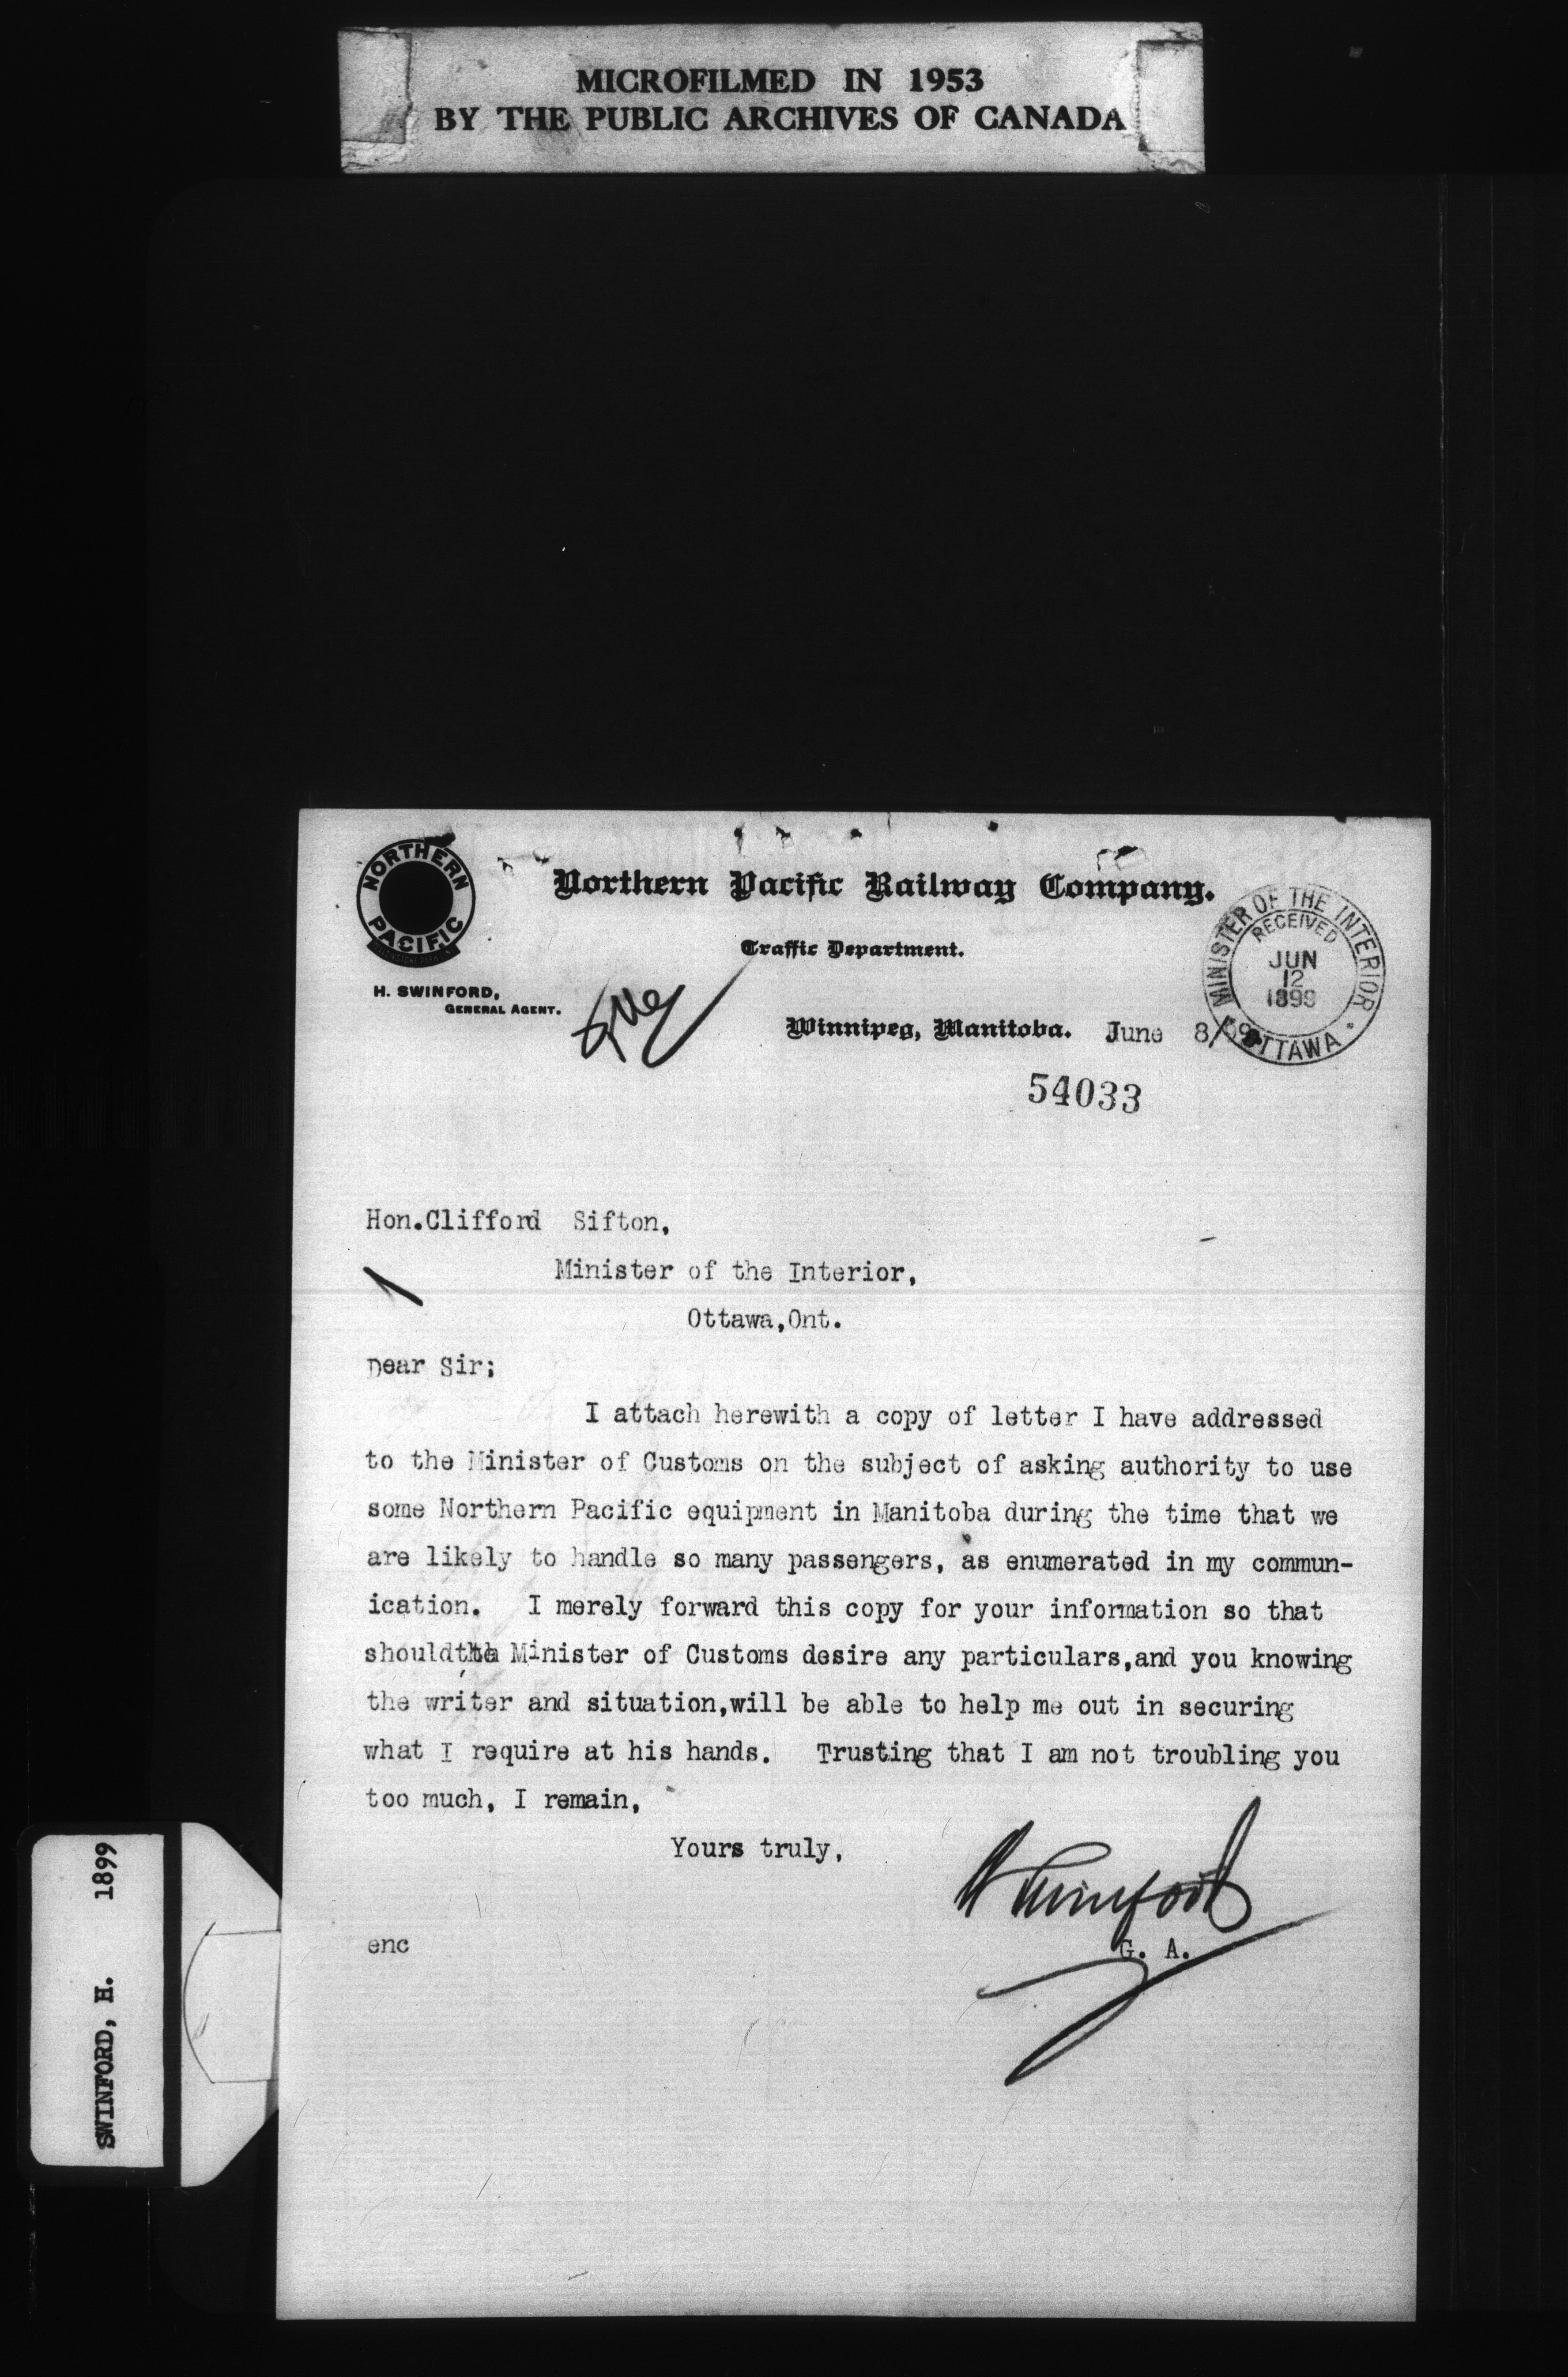 MICROFILMED IN 1953
BY THE PUBLIC ARCHIVES OF CANADA
NORTHERN
PACIFIC
Northern Pacific Railway Company.
Traffic Department.
H. SWINFORD,
GENERAL AGENT.
MINISTER OF THE INTERIOR
RECEIVED
JUN
12
1899
OTTAWA
Winnipeg, Manitoba. June 8/99
54033
Hon.Clifford Sifton,
Minister of the Interior,
Ottawa,Ont.
Dear Sir;
I attach herewith a copy of letter I have addressed
to the Minister of Customs on the subject of asking authority to use
some Northern Pacific equipment in Manitoba during the time that we
are likely to handle so many passengers, as enumerated in my commun-
ication. I merely forward this copy for your information so that
should the Minister of Customs desire any particulars,and you knowing
the writer and situation,will be able to help me out in securing
what I require at his hands. Trusting that I am not troubling you
too much, I remain,
Yours truly,
H Swinford
enc
G. A.
SWINFORD, H. 1899